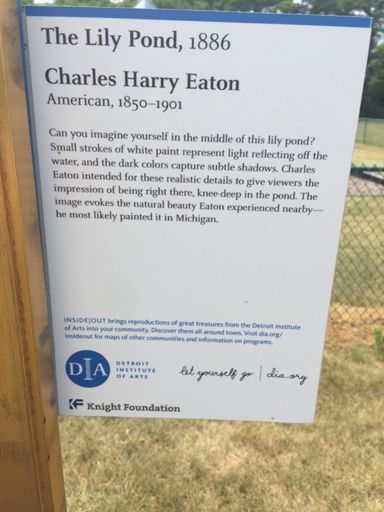 The Lily Pond, 1886
Charles Harry Eaton
American, 1850–1901
Can you imagine yourself in the middle of this lily pond?
Small strokes of white paint represent light reflecting off the
water, and the dark colors capture subtle shadows. Charles
Eaton intended for these realistic details to give viewers the
impression of being right there, knee-deep in the pond. The
image evokes the natural beauty Eaton experienced nearby—
he most likely painted it in Michigan.
INSIDE|OUT brings reproductions of great treasures from the Detroit Institute
of Arts into your community. Discover them all around town. Visit dia.org/
insideout for maps of other communities and information on programs.
DIA DETROIT
INSTITUTE
OF ARTS
let yourself go | dia.org
Knight Foundation